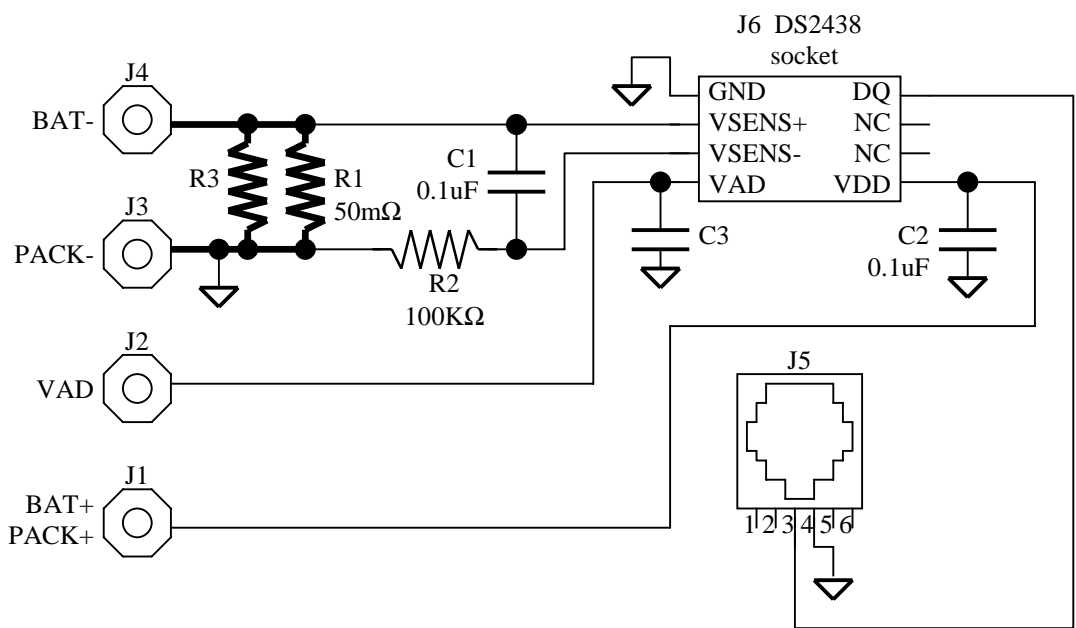 J6 DS2438
socket
J4
BAT-
GND
DQ
VSENS+
NC
VSENS-
NC
VAD
VDD
R3
R1
50mΩ
C1
0.1uF
J3
PACK-
R2
100KΩ
C3
C2
0.1uF
J2
VAD
J5
1 2 3 4 5 6
J1
BAT+
PACK+